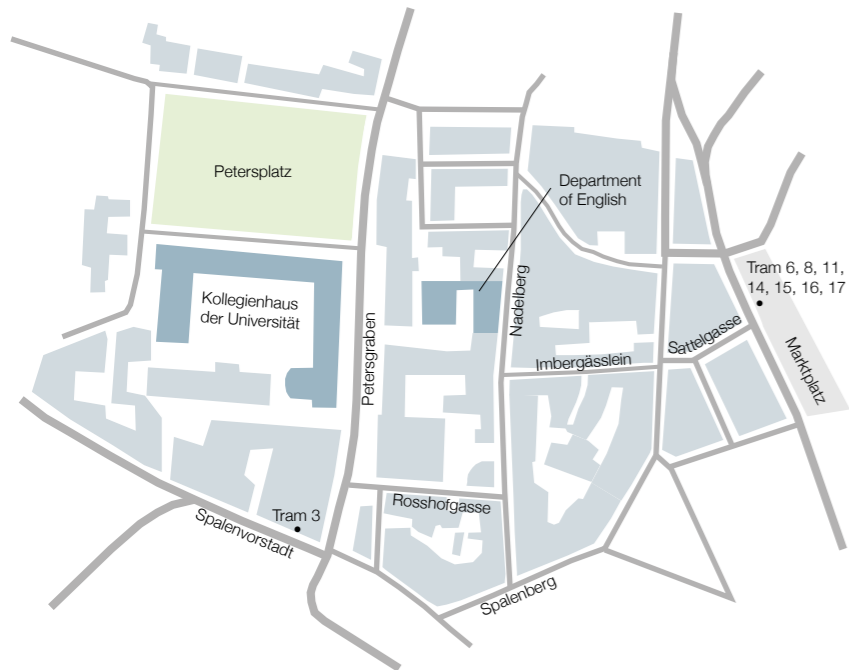 Petersplatz
Department
of English
Kollegienhaus
der Universität
Petersgraben
Nadelberg
Tram 6, 8, 11,
14, 15, 16, 17
Sattelgasse
Marktplatz
Imbergässlein
Rosshofgasse
Tram 3
Spalenvorstadt
Spalenberg